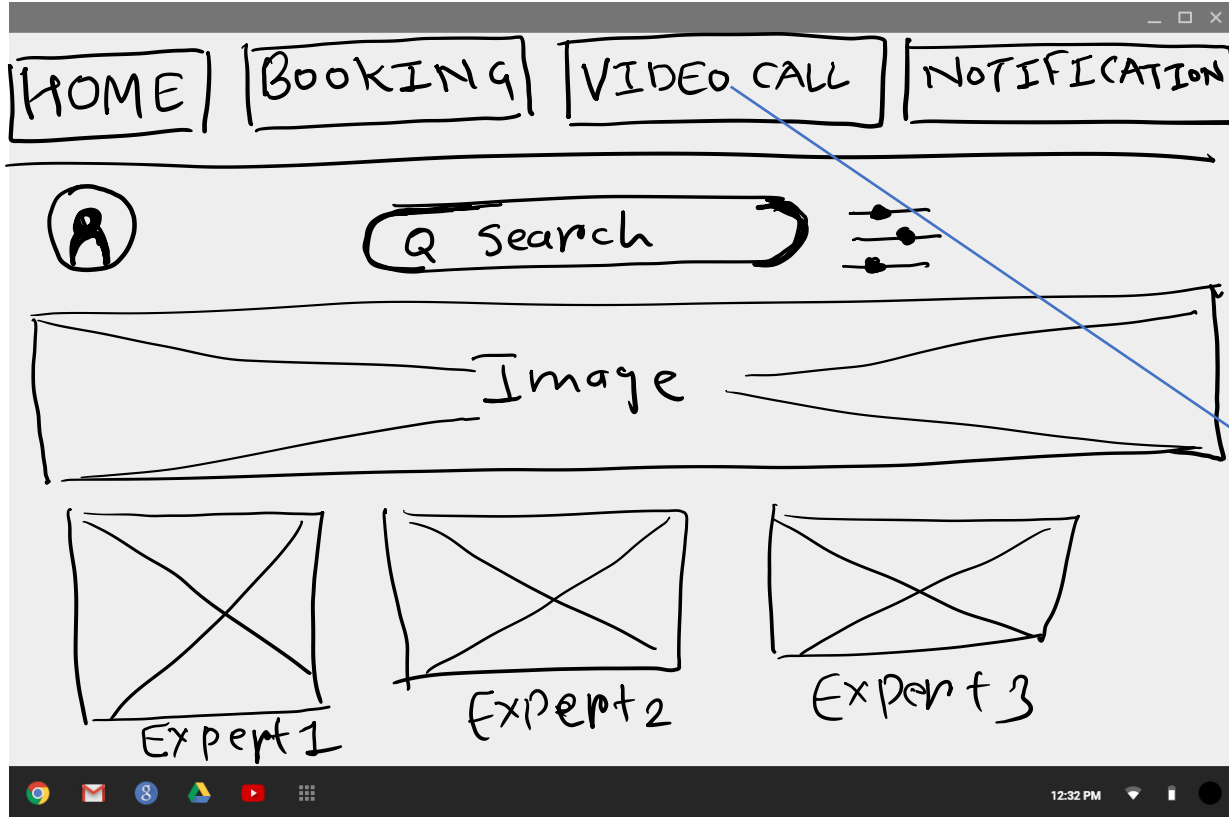 HOME
BOOKING
VIDEO CALL
NOTIFICATION
Search
Image
Expert 1
Expert 2
Expert 3
12:32 PM